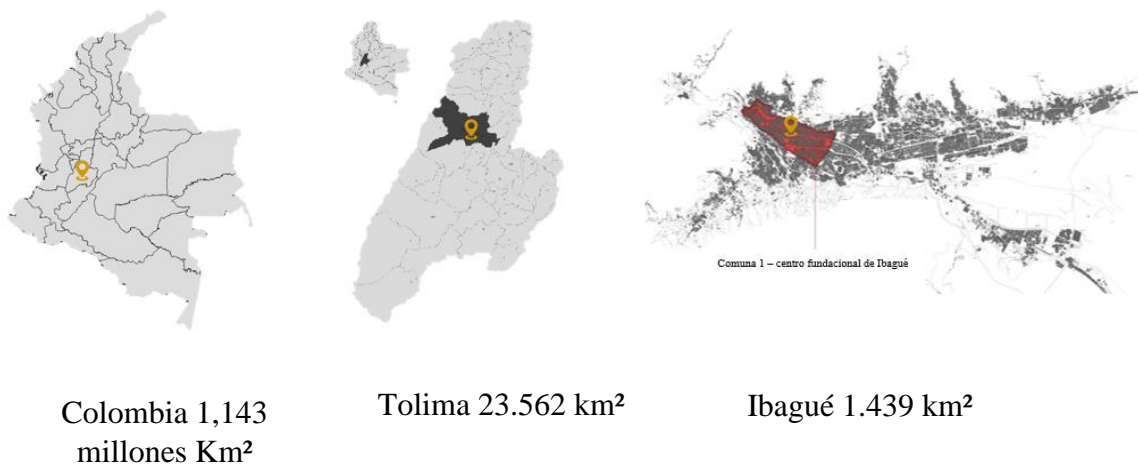 Comuna 1 – centro fundacional de Ibagué
Colombia 1,143
millones Km²
Tolima 23.562 km²
Ibagué 1.439 km²